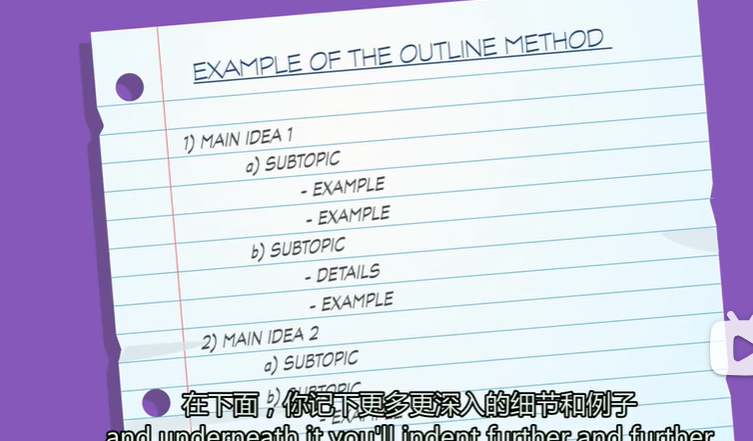 EXAMPLE OF THE OUTLINE METHOD
1) MAIN IDEA 1
a) SUBTOPIC
- EXAMPLE
- EXAMPLE
b) SUBTOPIC
- DETAILS
- EXAMPLE
2) MAIN IDEA 2
a) SUBTOPIC
b) SUBTOPIC
- EXAMPLE
在下面，你记下更多更深入的细节和例子
and underneath it you'll indent further and further